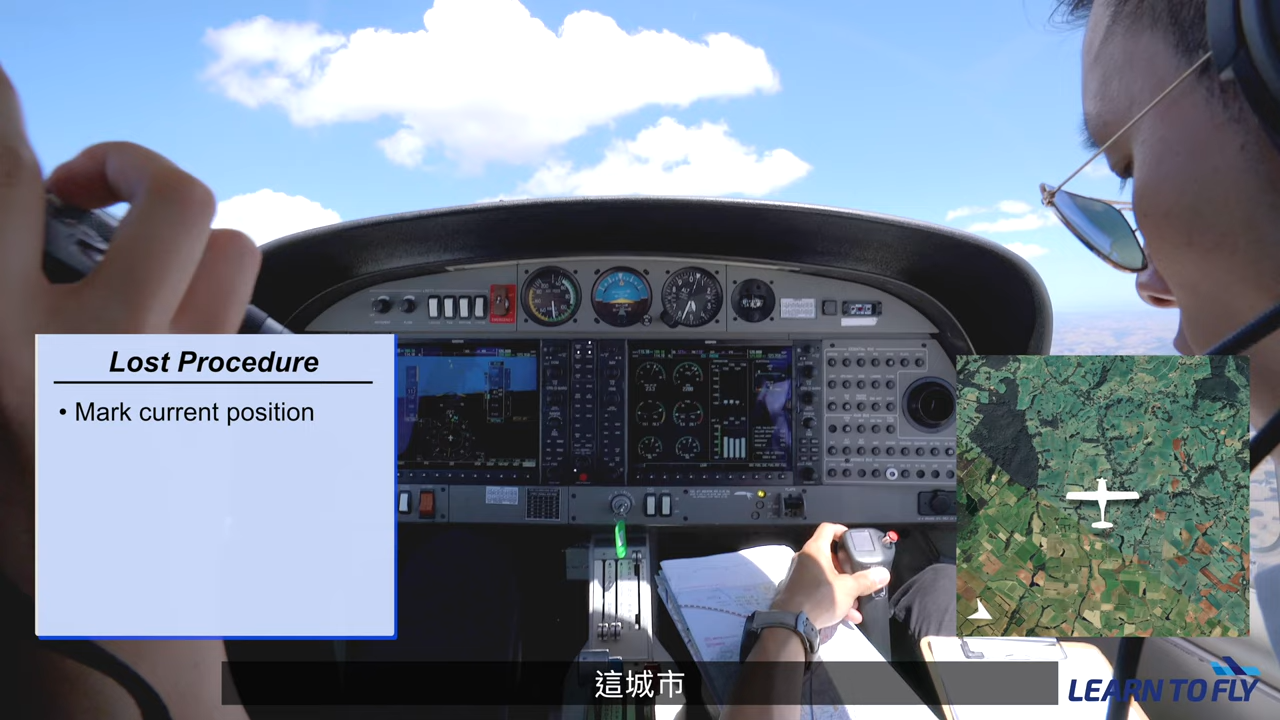 Lost Procedure
• Mark current position
這城市
LEARN TO FLY